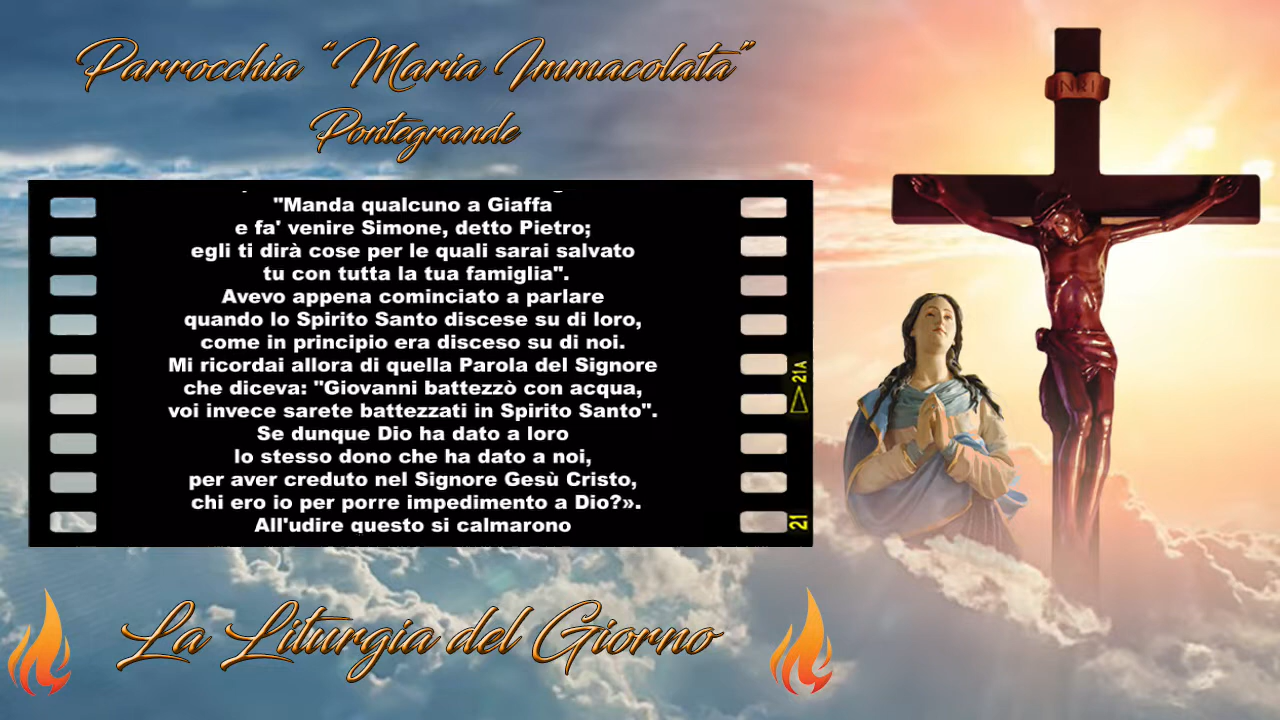 Parrocchia “Maria Immacolata”
Pontegrande
INRI
"Manda qualcuno a Giaffa
e fa' venire Simone, detto Pietro;
egli ti dirà cose per le quali sarai salvato
tu con tutta la tua famiglia".
Avevo appena cominciato a parlare
quando lo Spirito Santo discese su di loro,
come in principio era disceso su di noi.
Mi ricordai allora di quella Parola del Signore
che diceva: "Giovanni battezzò con acqua,
voi invece sarete battezzati in Spirito Santo".
Se dunque Dio ha dato a loro
lo stesso dono che ha dato a noi,
per aver creduto nel Signore Gesù Cristo,
chi ero io per porre impedimento a Dio?».
All'udire questo si calmarono
21A
21
La Liturgia del Giorno